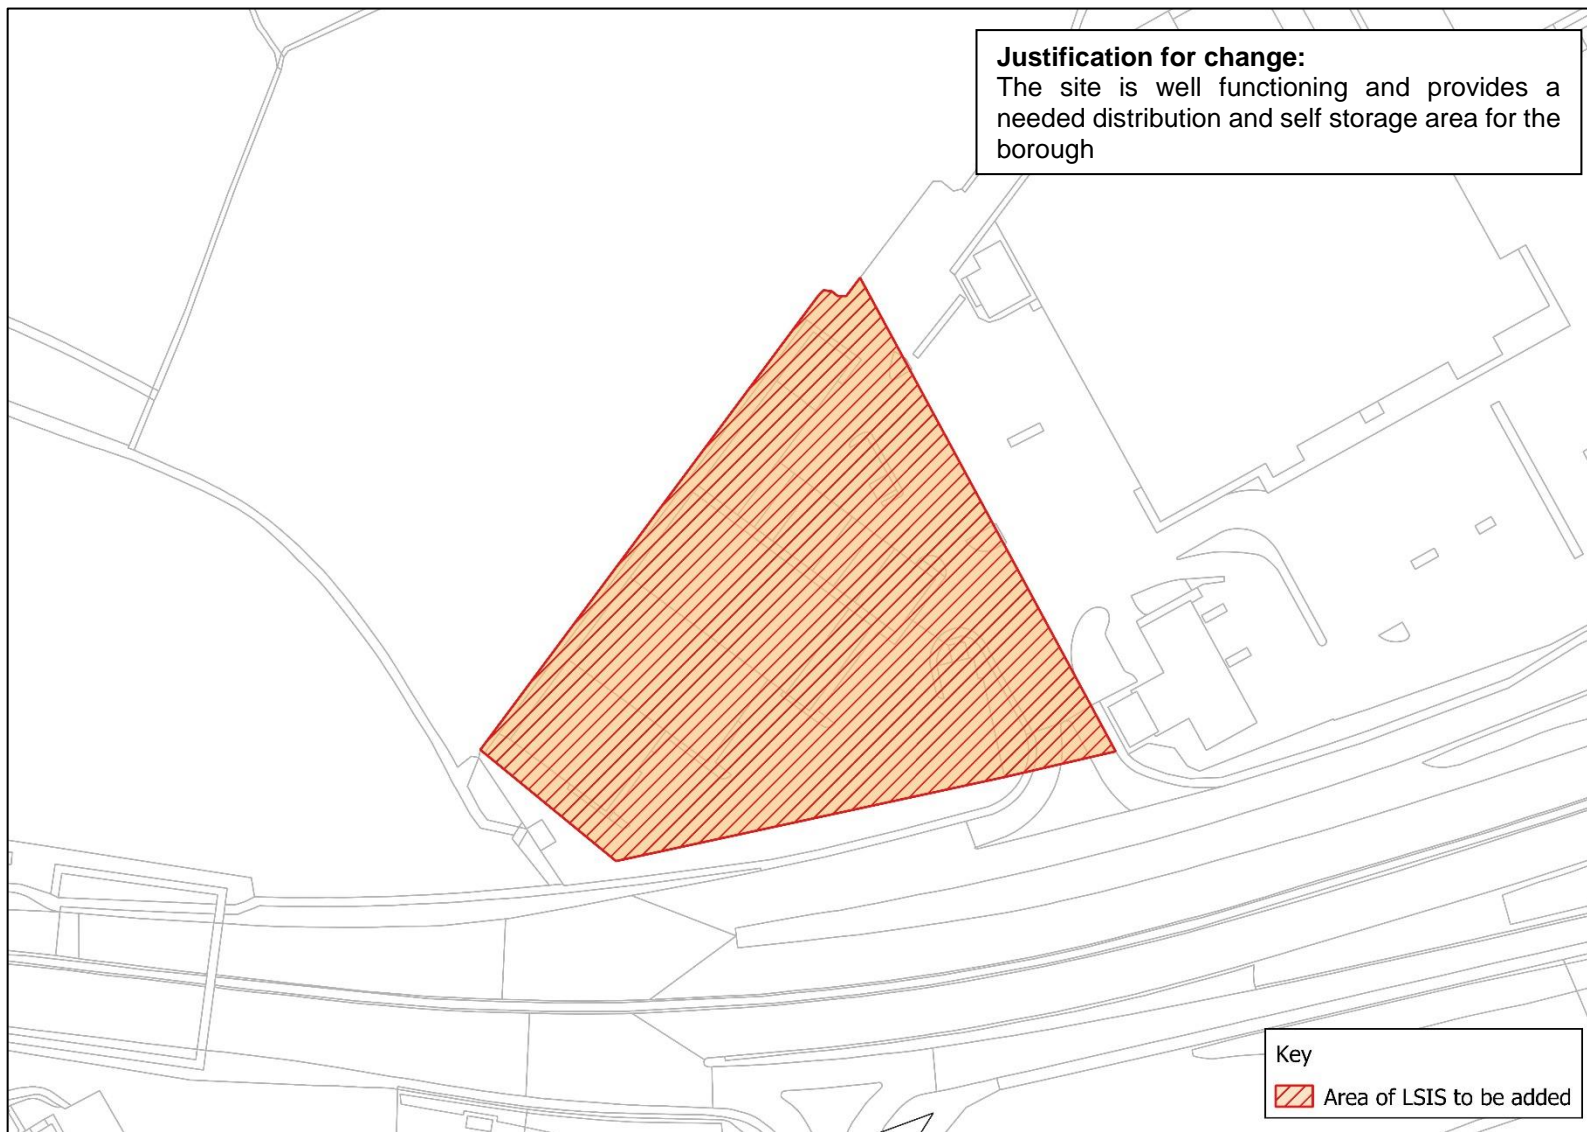 Justification for change:
The site is well functioning and provides a
needed distribution and self storage area for the
borough
Key
Area of LSIS to be added